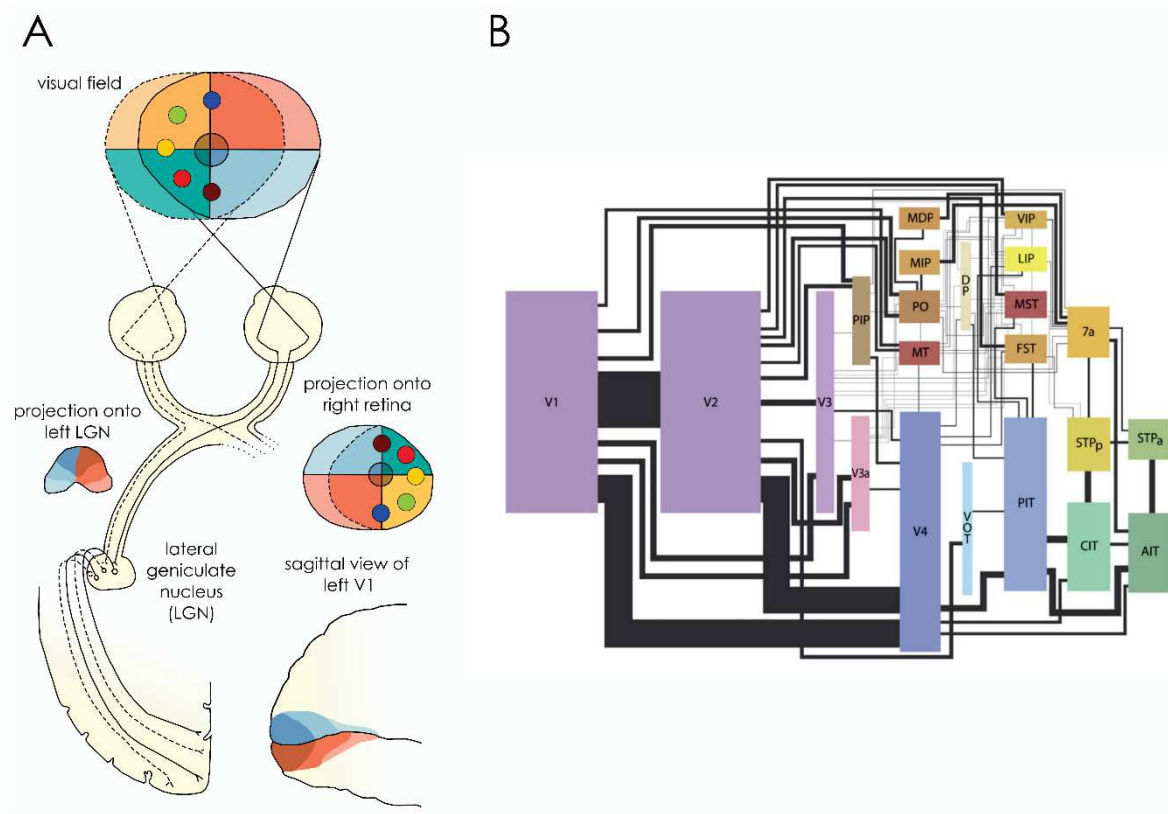 A
visual field
projection onto
left LGN
projection onto
right retina
lateral
geniculate
nucleus
(LGN)
sagittal view of
left V1
B
V1
V2
V3
V3a
PIP
MDP
MIP
PO
MT
V4
DP
VOT
VIP
LIP
MST
FST
PIT
7a
STPp
CIT
STPa
AIT